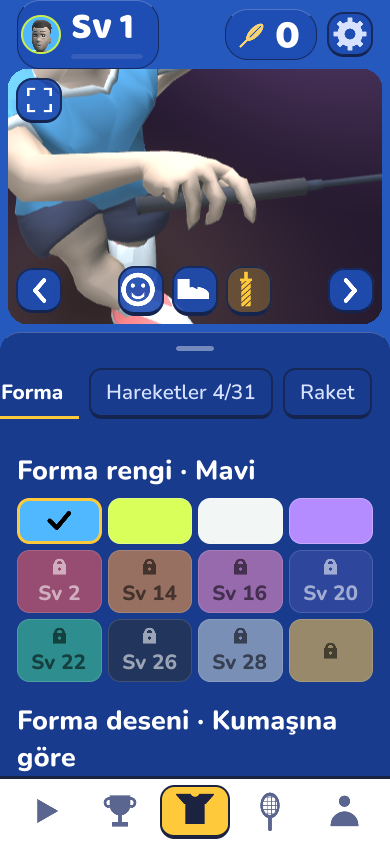 Sv 1
0
Forma
Hareketler 4/31
Raket
Forma rengi · Mavi
Sv 2
Sv 14
Sv 16
Sv 20
Sv 22
Sv 26
Sv 28
Forma deseni · Kumaşına
göre